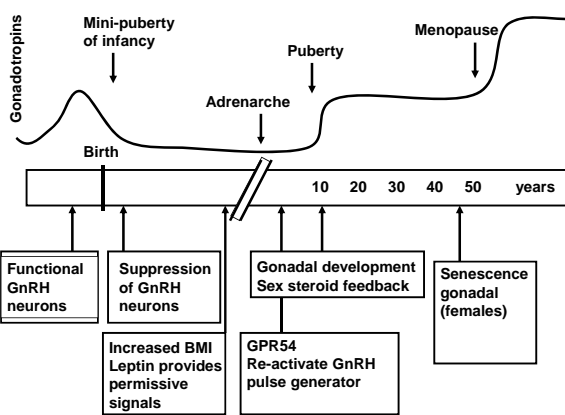 Gonadotropins
Mini-puberty
of infancy
Puberty
Menopause
Adrenarche
Birth
10 20 30 40 50 years
Functional
GnRH
neurons
Suppression
of GnRH
neurons
Gonadal development
Sex steroid feedback
Senescence
gonadal
(females)
Increased BMI
Leptin provides
permissive
signals
GPR54
Re-activate GnRH
pulse generator